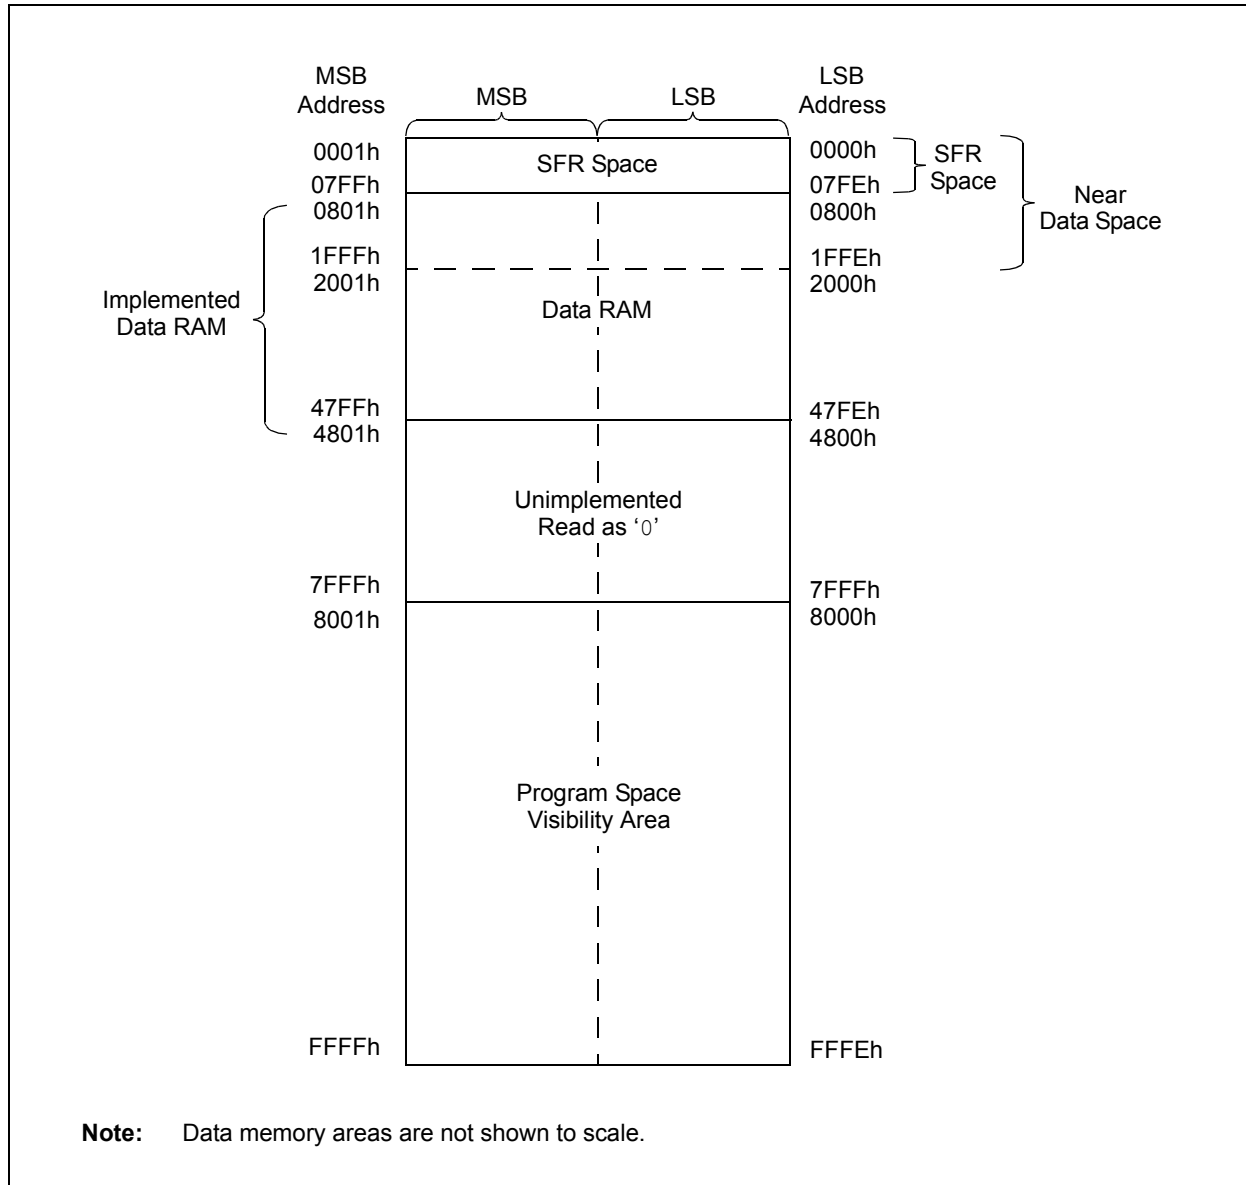 MSB
Address
MSB
LSB
LSB
Address
0001h
SFR Space
0000h
SFR
Space
07FFh
07FEh
0801h
0800h
Near
Data Space
1FFFh
1FFEh
2001h
2000h
Implemented
Data RAM
Data RAM
47FFh
47FEh
4801h
4800h
Unimplemented
Read as ‘0’
7FFFh
7FFFh
8001h
8000h
Program Space
Visibility Area
FFFFh
FFFEh
Note: Data memory areas are not shown to scale.